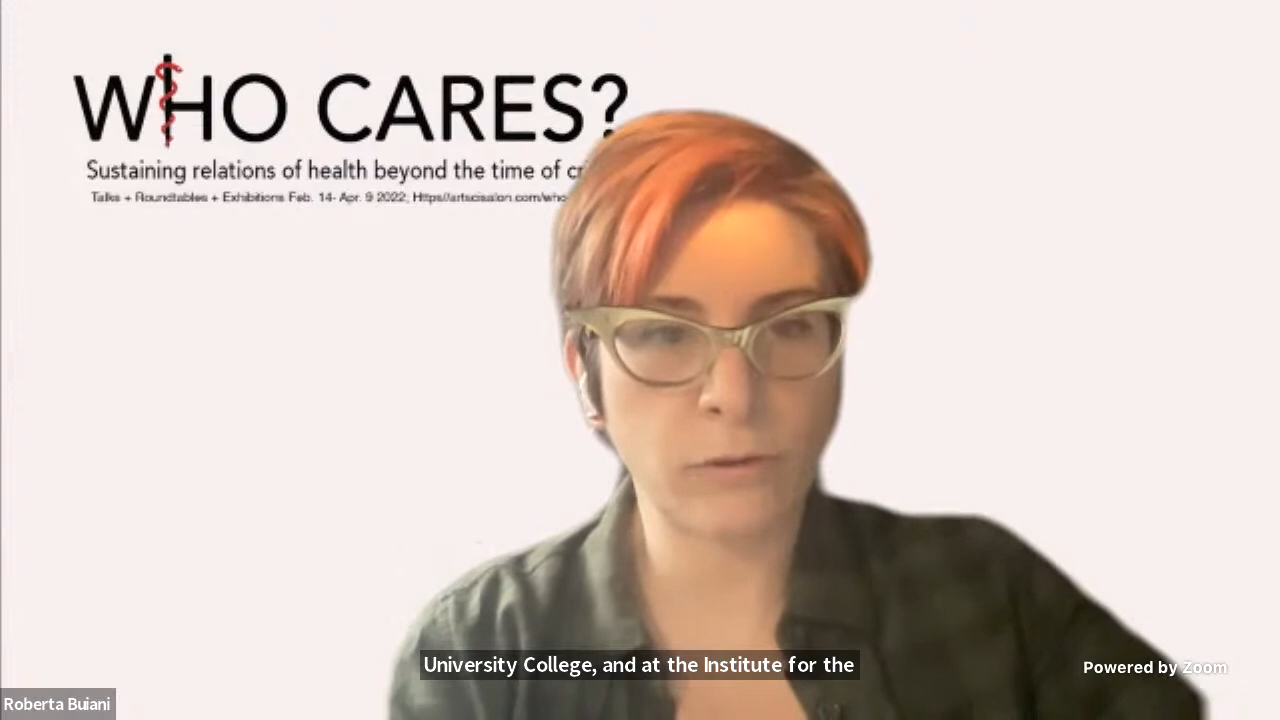 WHO CARES?
Sustaining relations of health beyond the time of
Talks + Roundtables + Exhibitions Feb. 14- Apr. 9 2022; Https//artscisalon.com/who
University College, and at the Institute for the
Powered by Zoom
Roberta Buiani